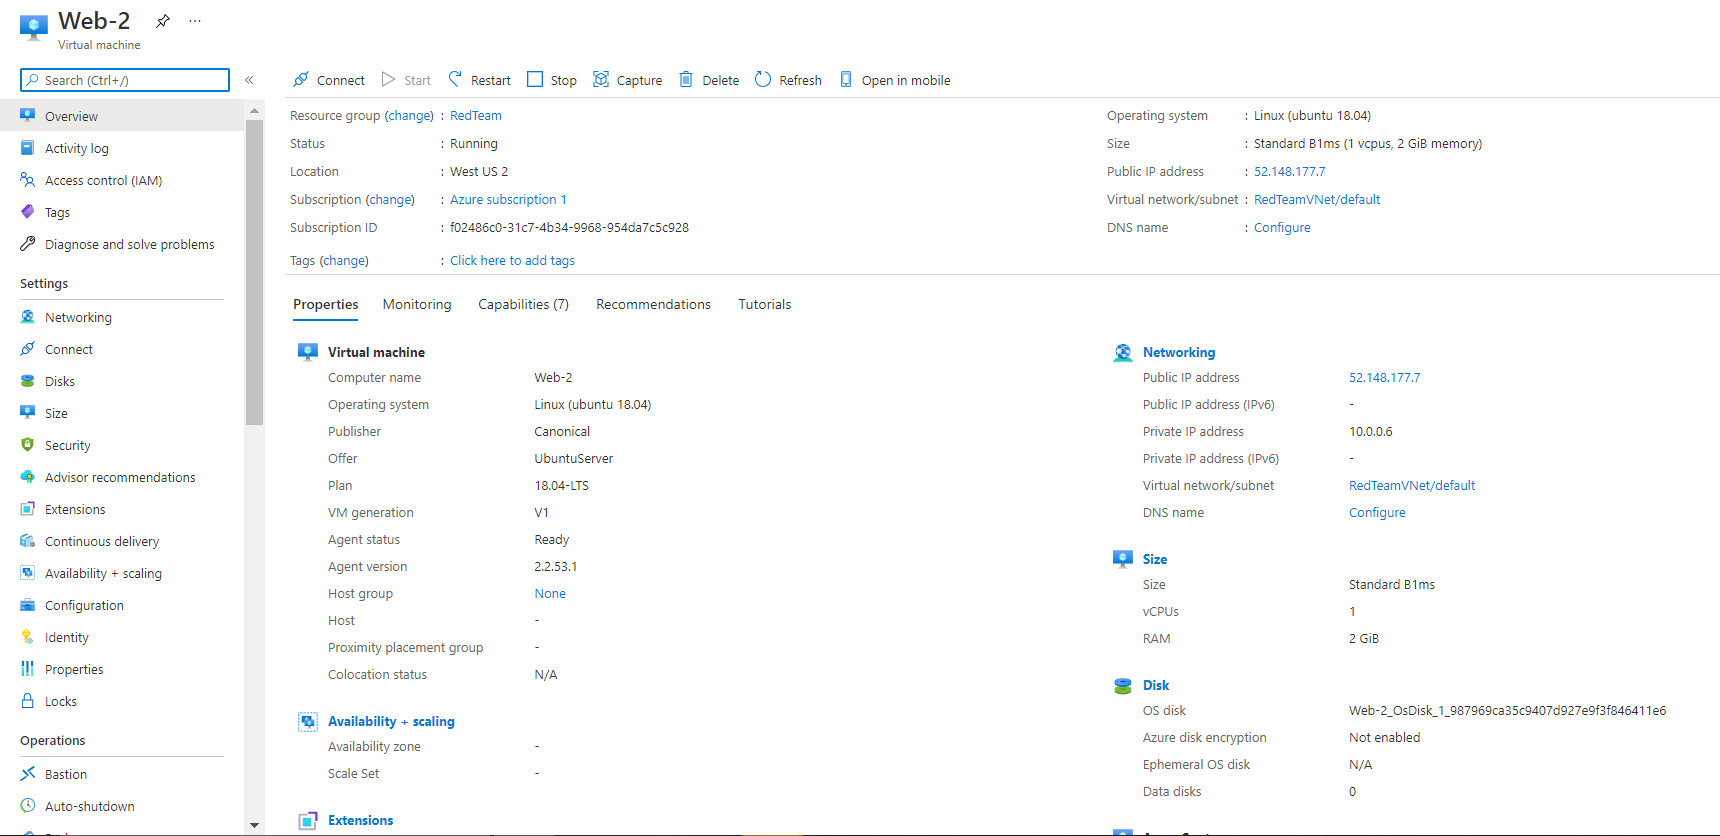 Web-2
Virtual machine
Search (Ctrl+/)
«
Connect Start Restart Stop Capture Delete Refresh Open in mobile
Overview
Activity log
Access control (IAM)
Tags
Diagnose and solve problems
Settings
Networking
Connect
Disks
Size
Security
Advisor recommendations
Extensions
Continuous delivery
Availability + scaling
Configuration
Identity
Properties
Locks
Operations
Bastion
Auto-shutdown
Resource group (change) : RedTeam
Status : Running
Location : West US 2
Subscription (change) : Azure subscription 1
Subscription ID : f02486c0-31c7-4b34-9968-954da7c5c928
Tags (change) : Click here to add tags
Operating system : Linux (ubuntu 18.04)
Size : Standard B1ms (1 vcpus, 2 GiB memory)
Public IP address : 52.148.177.7
Virtual network/subnet : RedTeamVNet/default
DNS name : Configure
Properties Monitoring Capabilities (7) Recommendations Tutorials
Virtual machine
Computer name Web-2
Operating system Linux (ubuntu 18.04)
Publisher Canonical
Offer UbuntuServer
Plan 18.04-LTS
VM generation V1
Agent status Ready
Agent version 2.2.53.1
Host group None
Host -
Proximity placement group -
Colocation status N/A
Availability + scaling
Availability zone -
Scale Set -
Extensions
Networking
Public IP address 52.148.177.7
Public IP address (IPv6) -
Private IP address 10.0.0.6
Private IP address (IPv6) -
Virtual network/subnet RedTeamVNet/default
DNS name Configure
Size
Size Standard B1ms
vCPUs 1
RAM 2 GiB
Disk
OS disk Web-2_OsDisk_1_987969ca35c9407d927e9f3f846411e6
Azure disk encryption Not enabled
Ephemeral OS disk N/A
Data disks 0